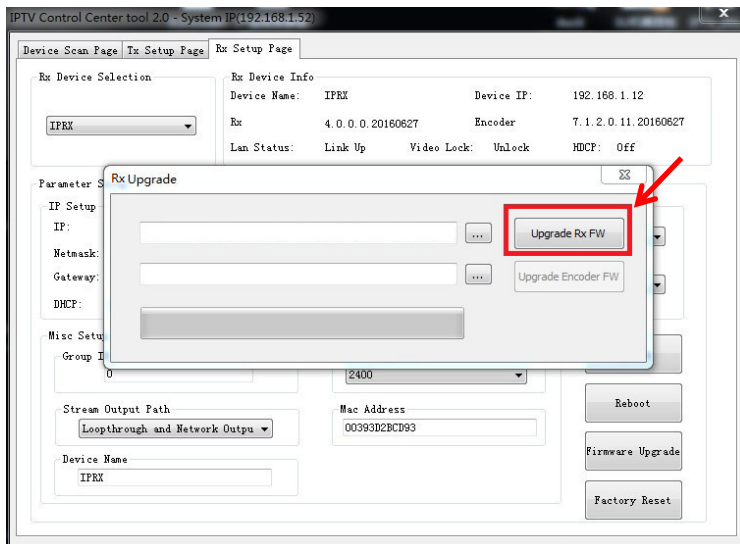 IPTV Control Center tool 2.0 - System IP(192.168.1.52)
Device Scan Page Tx Setup Page Rx Setup Page
Rx Device Selection
IPRX
Rx Device Info
Device Name: IPRX Device IP: 192.168.1.12
Rx 4.0.0.0.20160627 Encoder 7.1.2.0.11.20160627
Lan Status: Link Up Video Lock: Unlock HDCP: Off
Parameter S
Rx Upgrade
IP Setup
IP:
... Upgrade Rx FW
Netmask:
Gateway:
... Upgrade Encoder FW
DHCP:
Misc Setu
Group I
0
2400
Stream Output Path
Loopthrough and Network Outpu
Mac Address
00393D2BCD93
Device Name
IPRX
Reboot
Firmware Upgrade
Factory Reset